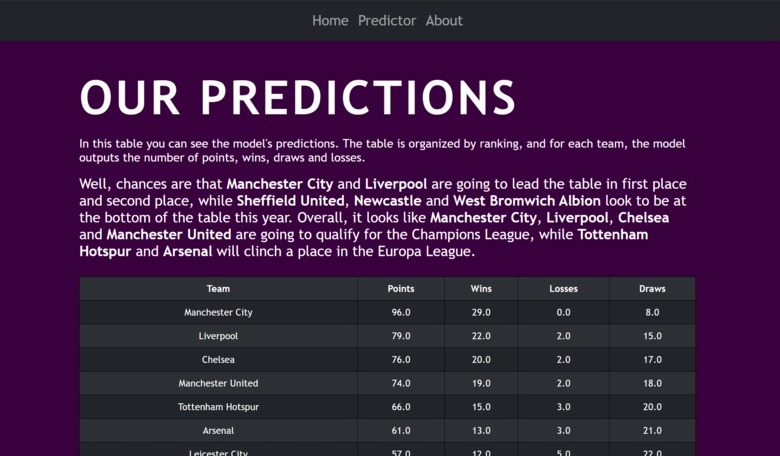 Home Predictor About
OUR PREDICTIONS
In this table you can see the model's predictions. The table is organized by ranking, and for each team, the model
outputs the number of points, wins, draws and losses.
Well, chances are that Manchester City and Liverpool are going to lead the table in first place
and second place, while Sheffield United, Newcastle and West Bromwich Albion look to be at
the bottom of the table this year. Overall, it looks like Manchester City, Liverpool, Chelsea
and Manchester United are going to qualify for the Champions League, while Tottenham
Hotspur and Arsenal will clinch a place in the Europa League.
Team Points Wins Losses Draws
Manchester City 96.0 29.0 0.0 8.0
Liverpool 79.0 22.0 2.0 15.0
Chelsea 76.0 20.0 2.0 17.0
Manchester United 74.0 19.0 2.0 18.0
Tottenham Hotspur 66.0 15.0 3.0 20.0
Arsenal 61.0 13.0 3.0 21.0
Leicester City 57.0 12.0 5.0 22.0